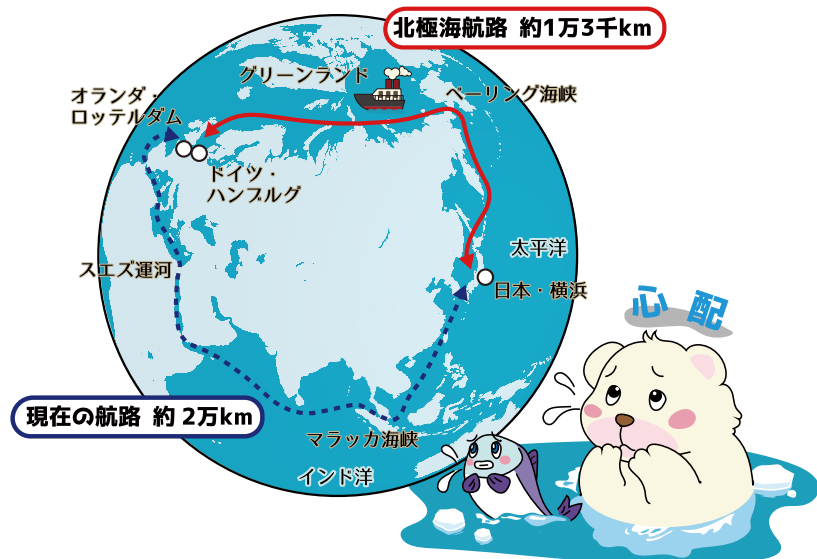 北極海航路 約1万3千km
グリーンランド
ベーリング海峡
オランダ・
ロッテルダム
ドイツ・
ハンブルグ
太平洋
スエズ運河
日本・横浜
心配
現在の航路 約2万km
マラッカ海峡
インド洋